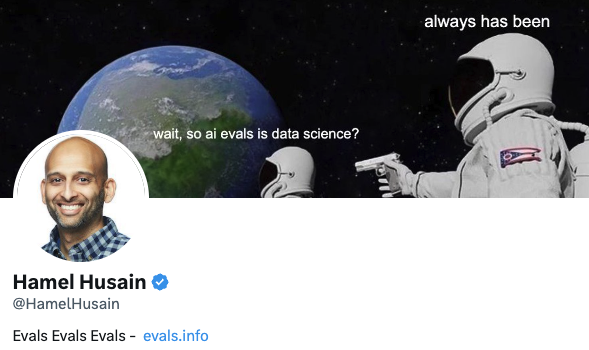 always has been
wait, so ai evals is data science?
Hamel Husain
@HamelHusain
Evals Evals Evals - evals.info